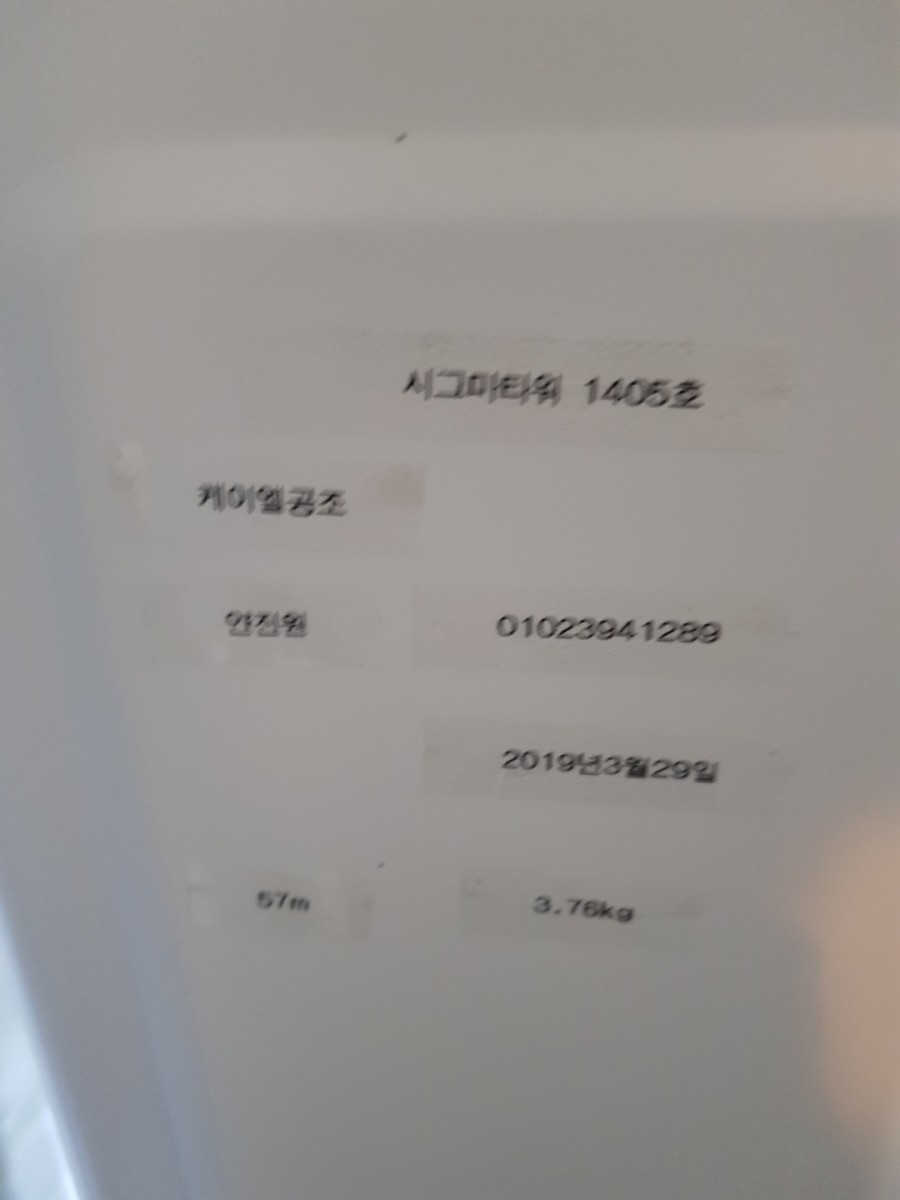 시그마타워 1405호
케이엘공조
안진원 01023941289
2019년3월29일
57m 3.76kg